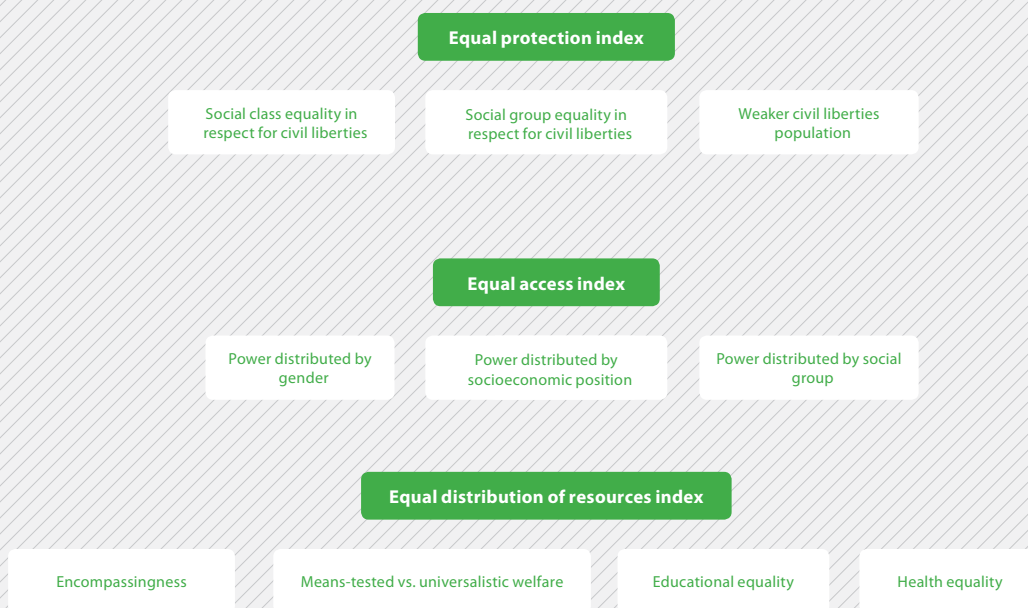 Equal protection index
Social class equality in
respect for civil liberties
Social group equality in
respect for civil liberties
Weaker civil liberties
population
Equal access index
Power distributed by
gender
Power distributed by
socioeconomic position
Power distributed by social
group
Equal distribution of resources index
Encompassingness
Means-tested vs. universalistic welfare
Educational equality
Health equality